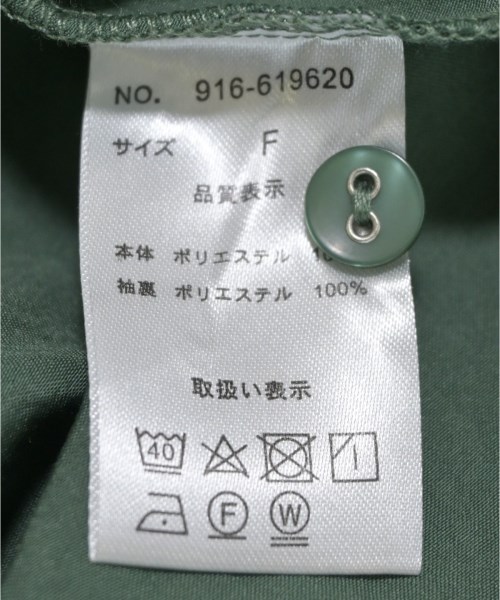 NO. 916-619620
サイズ F
品質表示
本体 ポリエステル
袖裏 ポリエステル 100%
取扱い表示
40
F W